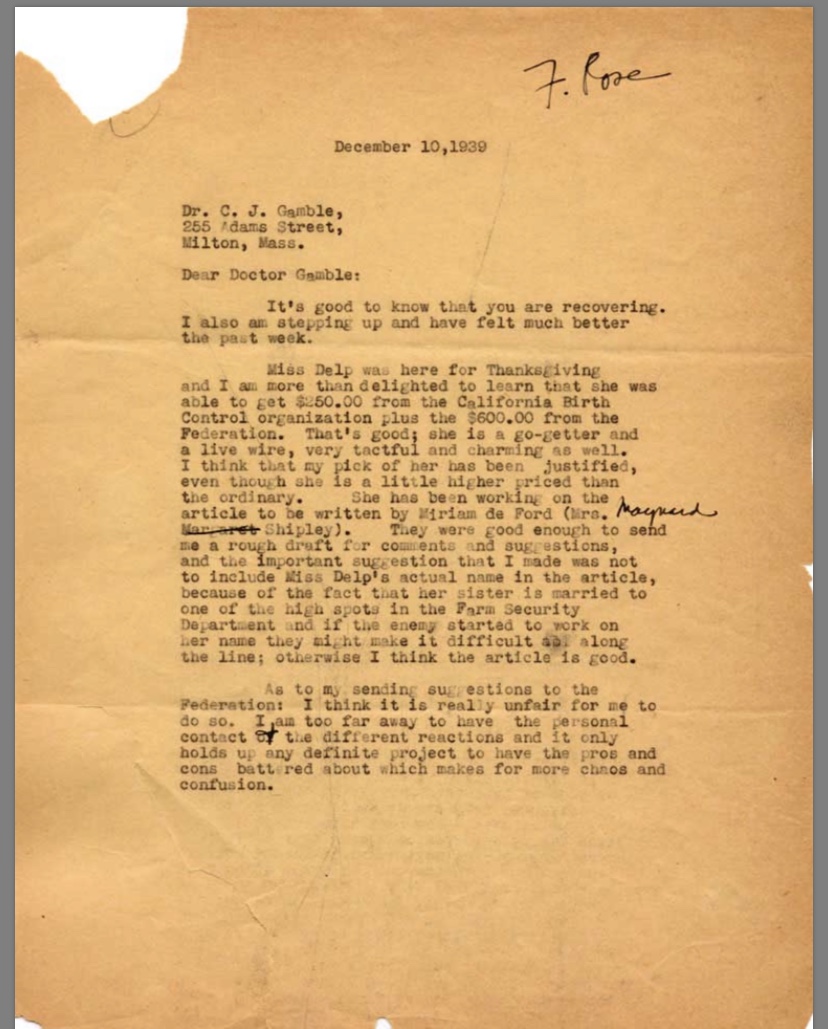 F. Rose
December 10,1939
Dr. C. J. Gamble,
255 Adams Street,
Milton, Mass.
Dear Doctor Gamble:
It's good to know that you are recovering.
I also am stepping up and have felt much better
the past week.
Miss Delp was here for Thanksgiving
and I am more than delighted to learn that she was
able to get $250.00 from the California Birth
Control organization plus the $600.00 from the
Federation. That's good; she is a go-getter and
a live wire, very tactful and charming as well.
I think that my pick of her has been justified,
even though she is a little higher priced than
the ordinary. She has been working on the
article to be written by Miriam de Ford (Mrs. Maynard
Margaret Shipley). They were good enough to send
me a rough draft for comments and suggestions,
and the important suggestion that I made was not
to include Miss Delp's actual name in the article,
because of the fact that her sister is married to
one of the high spots in the Farm Security
Department and if the enemy started to work on
her name they might make it difficult all along
the line; otherwise I think the article is good.
As to my sending suggestions to the
Federation: I think it is really unfair for me to
do so. I am too far away to have the personal
contact of the different reactions and it only
holds up any definite project to have the pros and
cons battered about which makes for more chaos and
confusion.